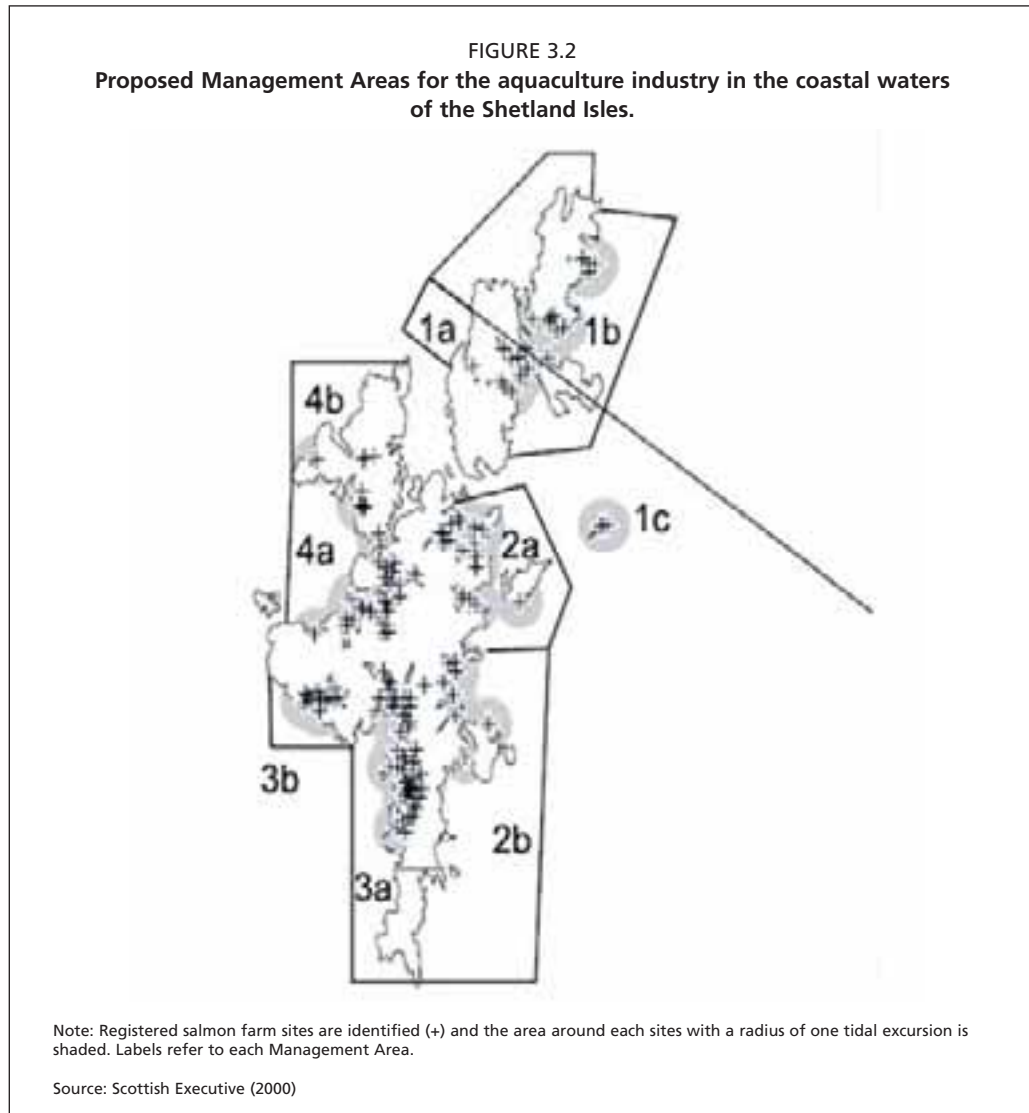 FIGURE 3.2
Proposed Management Areas for the aquaculture industry in the coastal waters
of the Shetland Isles.
1a
1b
4b
1c
2a
4a
3b
2b
3a
Note: Registered salmon farm sites are identified (+) and the area around each sites with a radius of one tidal excursion is
shaded. Labels refer to each Management Area.
Source: Scottish Executive (2000)